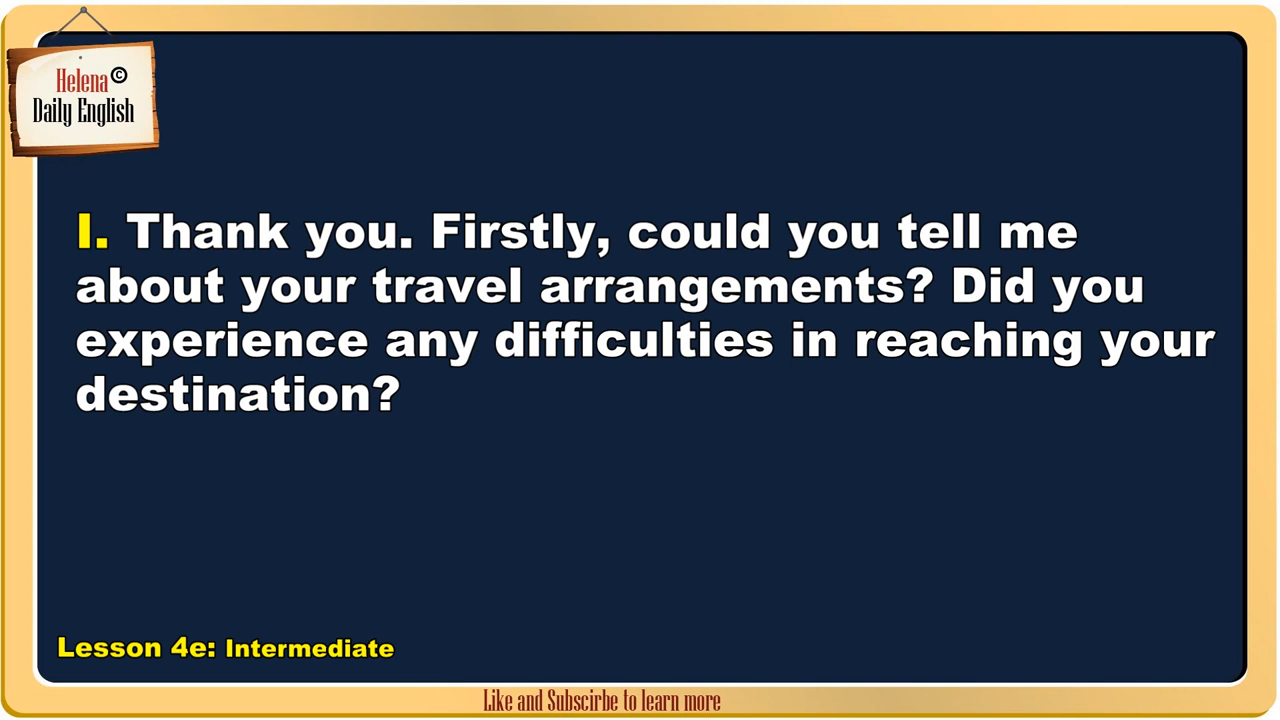 Helena©
Daily English
I. Thank you. Firstly, could you tell me
about your travel arrangements? Did you
experience any difficulties in reaching your
destination?
Lesson 4e: Intermediate
Like and Subscirbe to learn more